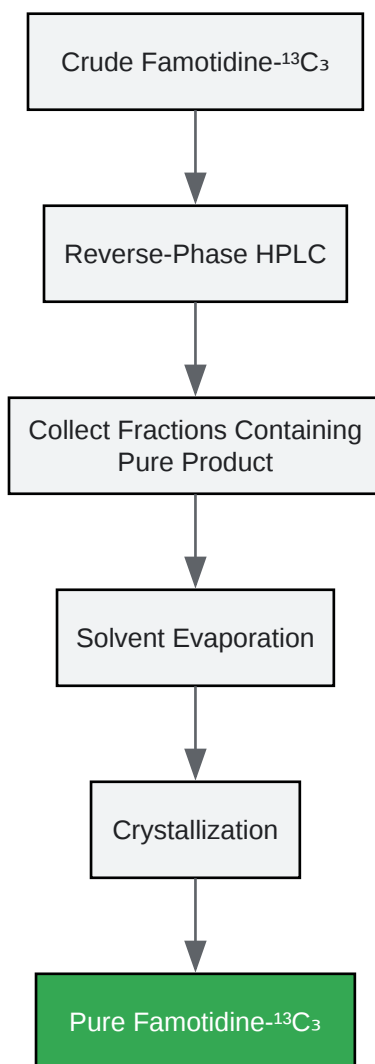 Crude Famotidine-¹³C₃
Reverse-Phase HPLC
Collect Fractions Containing
Pure Product
Solvent Evaporation
Crystallization
Pure Famotidine-¹³C₃